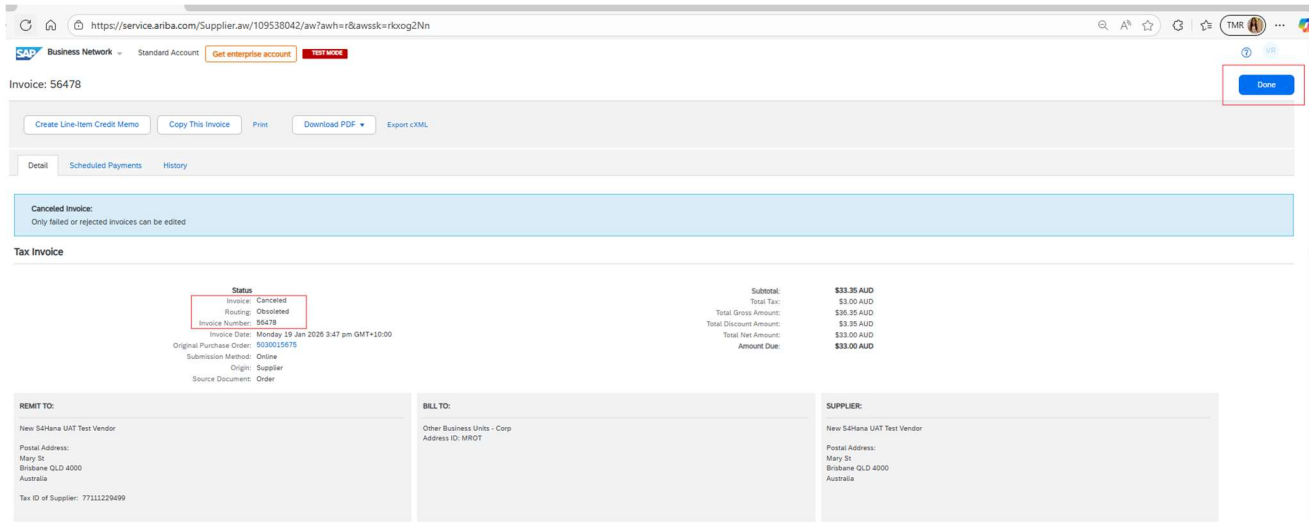 https://service.ariba.com/Supplier.aw/109538042/aw?awh=r&awssk=rkxog2Nn
TMR
SAP Business Network Standard Account Get enterprise account TEST MODE
VR
Invoice: 56478
Done
Create Line-Item Credit Memo Copy This Invoice Print Download PDF Export cXML
Detail Scheduled Payments History
Canceled Invoice:
Only failed or rejected invoices can be edited
Tax Invoice
Status
Invoice: Canceled
Routing: Obsoleted
Invoice Number: 56478
Invoice Date: Monday 19 Jan 2026 3:47 pm GMT+10:00
Original Purchase Order: 5030015675
Submission Method: Online
Origin: Supplier
Source Document: Order
Subtotal: $33.35 AUD
Total Tax: $3.00 AUD
Total Gross Amount: $36.35 AUD
Total Discount Amount: $3.35 AUD
Total Net Amount: $33.00 AUD
Amount Due: $33.00 AUD
REMIT TO:
New S4Hana UAT Test Vendor
Postal Address:
Mary St
Brisbane QLD 4000
Australia
Tax ID of Supplier: 77111229499
BILL TO:
Other Business Units - Corp
Address ID: MROT
SUPPLIER:
New S4Hana UAT Test Vendor
Postal Address:
Mary St
Brisbane QLD 4000
Australia